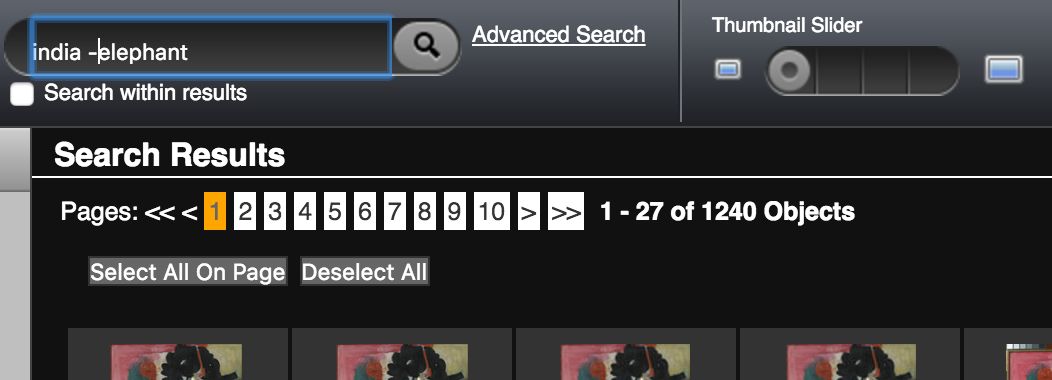 india -elephant
Advanced Search
Thumbnail Slider
Search within results
Search Results
Pages: << < 1 2 3 4 5 6 7 8 9 10 > >> 1 - 27 of 1240 Objects
Select All On Page Deselect All